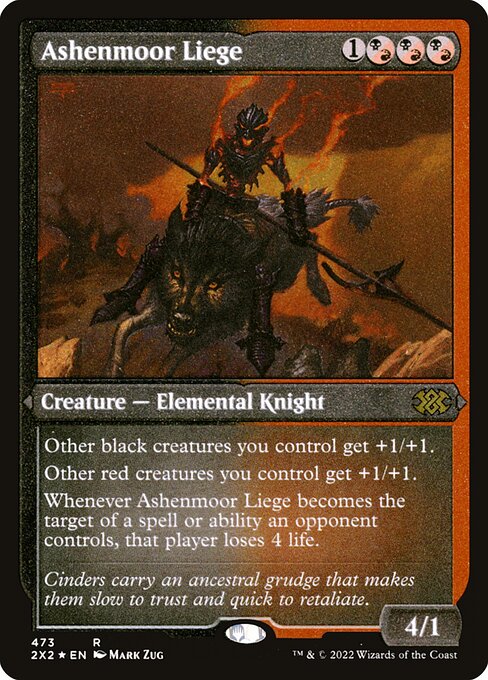 Ashenmoor Liege 1
Creature — Elemental Knight
Other black creatures you control get +1/+1.
Other red creatures you control get +1/+1.
Whenever Ashenmoor Liege becomes the
target of a spell or ability an opponent
controls, that player loses 4 life.
Cinders carry an ancestral grudge that makes
them slow to trust and quick to retaliate.
4/1
473 R
2X2 ★ EN Mark Zug
™ & © 2022 Wizards of the Coast